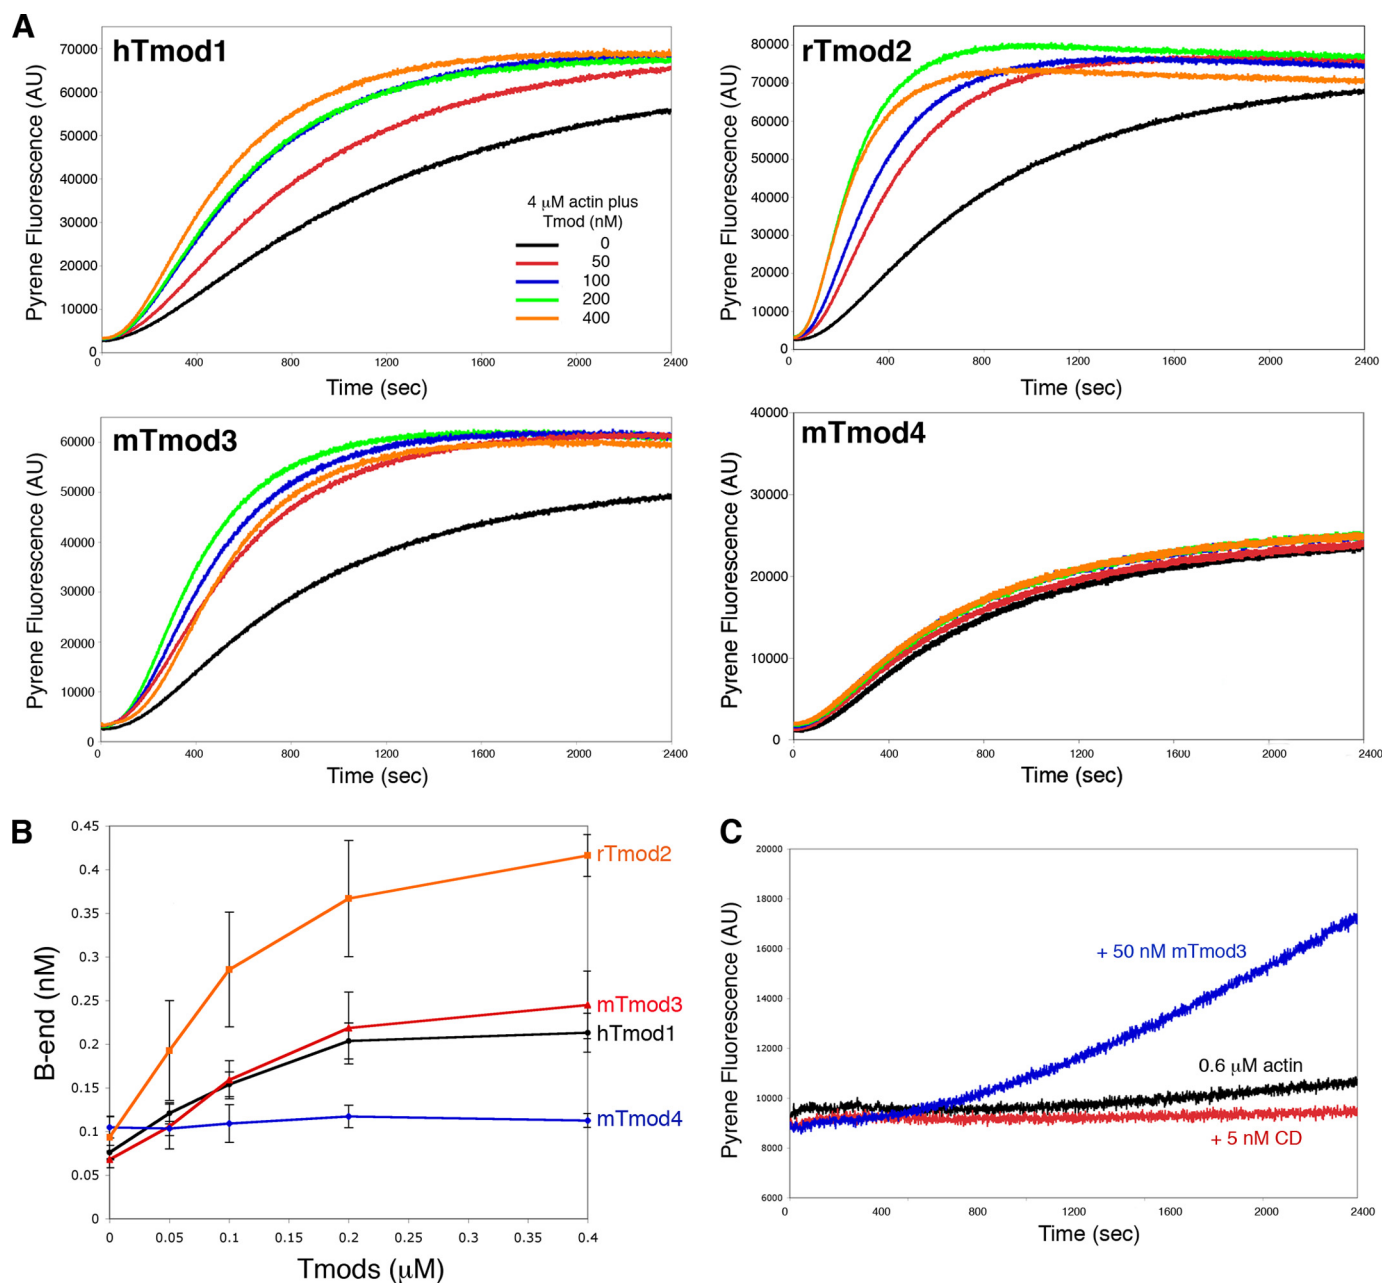 A
hTmod1
Pyrene Fluorescence (AU)
70000
60000
50000
40000
30000
20000
10000
0
0 400 800 1200 1600 2000 2400
Time (sec)
4 μM actin plus
Tmod (nM)
0
50
100
200
400
rTmod2
Pyrene Fluorescence (AU)
80000
70000
60000
50000
40000
30000
20000
10000
0
0 400 800 1200 1600 2000 2400
Time (sec)
mTmod3
Pyrene Fluorescence (AU)
60000
50000
40000
30000
20000
10000
0
0 400 800 1200 1600 2000 2400
Time (sec)
mTmod4
Pyrene Fluorescence (AU)
40000
30000
20000
10000
0
0 400 800 1200 1600 2000 2400
Time (sec)
B
B-end (nM)
0.45
0.4
0.35
0.3
0.25
0.2
0.15
0.1
0.05
0
0 0.05 0.1 0.15 0.2 0.25 0.3 0.35 0.4
Tmods (μM)
rTmod2
mTmod3
hTmod1
mTmod4
C
Pyrene Fluorescence (AU)
20000
18000
16000
14000
12000
10000
8000
6000
0 400 800 1200 1600 2000 2400
Time (sec)
+ 50 nM mTmod3
0.6 μM actin
+ 5 nM CD